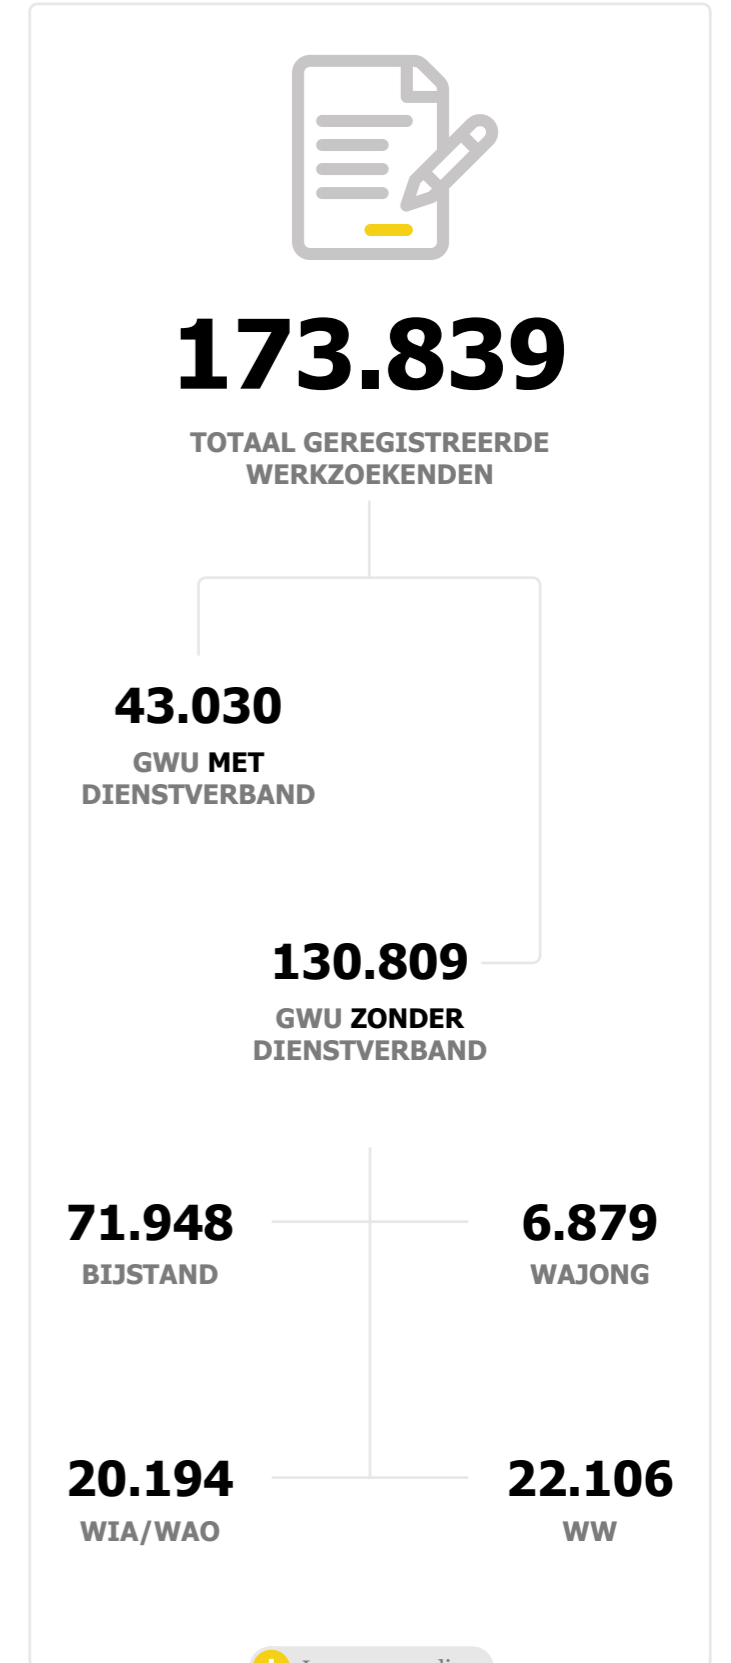 173.839
TOTAAL GEREGISTREERDE
WERKZOEKENDEN
43.030
GWU MET
DIENSTVERBAND
130.809
GWU ZONDER
DIENSTVERBAND
71.948
BIJSTAND
6.879
WAJONG
20.194
WIA/WAO
22.106
WW